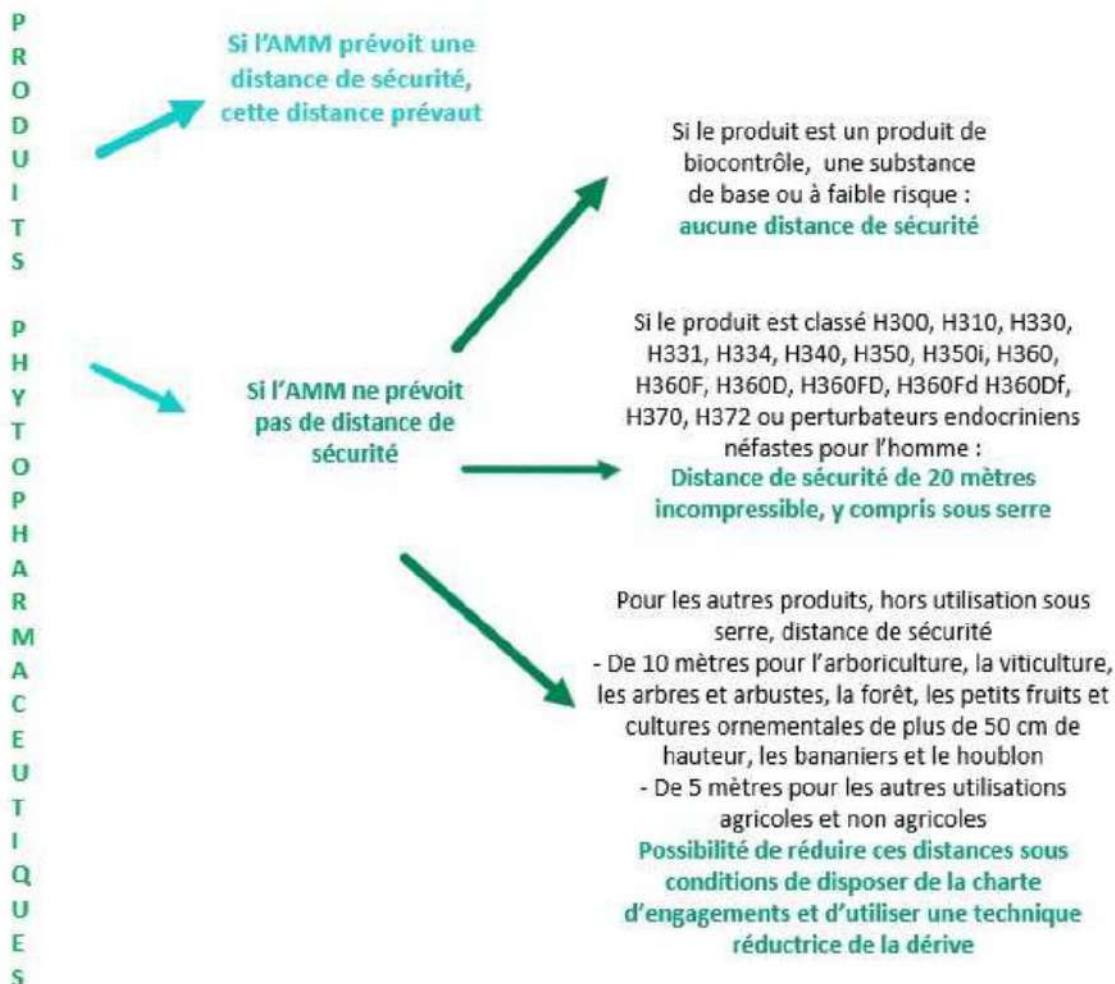 PRODUITS PHYTOPHARMACEUTIQUES
Si l'AMM prévoit une
distance de sécurité,
cette distance prévaut
Si l'AMM ne prévoit
pas de distance de
sécurité
Si le produit est un produit de
biocontrôle, une substance
de base ou à faible risque :
aucune distance de sécurité
Si le produit est classé H300, H310, H330,
H331, H334, H340, H350, H350i, H360,
H360F, H360D, H360FD, H360Fd H360Df,
H370, H372 ou perturbateurs endocriniens
néfastes pour l'homme :
Distance de sécurité de 20 mètres
incompressible, y compris sous serre
Pour les autres produits, hors utilisation sous
serre, distance de sécurité
- De 10 mètres pour l'arboriculture, la viticulture,
les arbres et arbustes, la forêt, les petits fruits et
cultures ornementales de plus de 50 cm de
hauteur, les bananiers et le houblon
- De 5 mètres pour les autres utilisations
agricoles et non agricoles
Possibilité de réduire ces distances sous
conditions de disposer de la charte
d'engagements et d'utiliser une technique
réductrice de la dérive